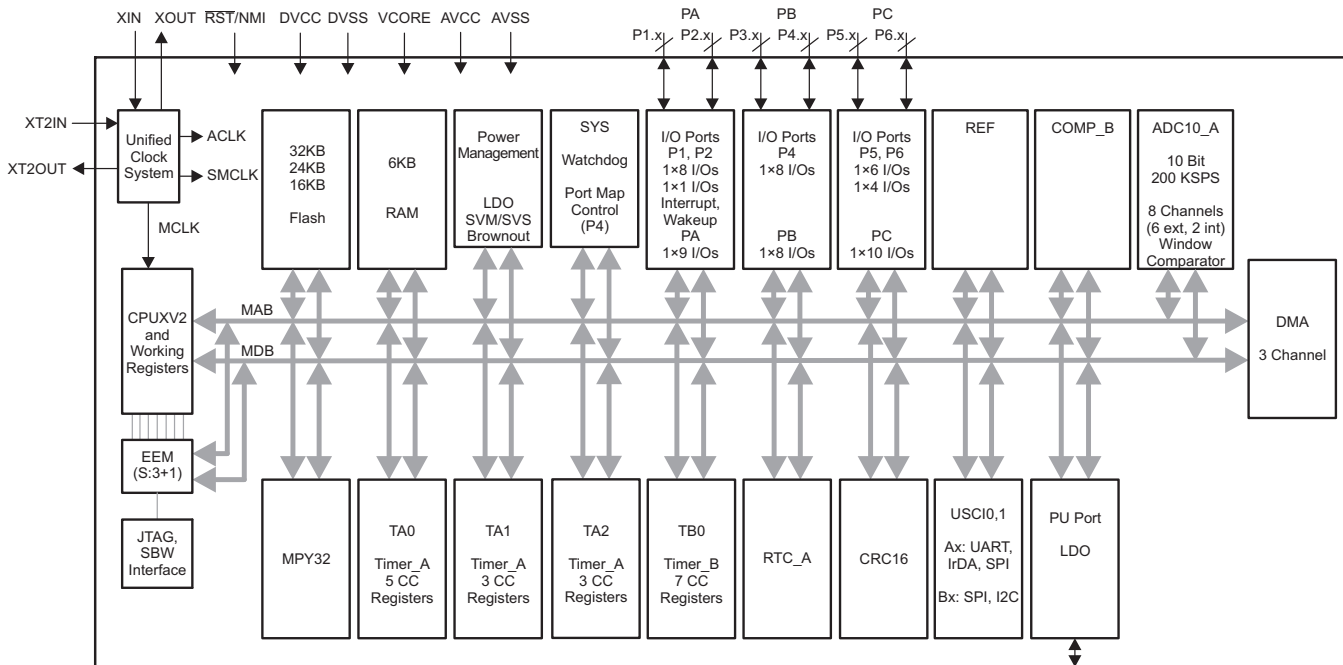 XIN XOUT RST/NMI DVCC DVSS VCORE AVCC AVSS
PA PB PC
P1.x P2.x P3.x P4.x P5.x P6.x
XT2IN
XT2OUT
Unified
Clock
System
ACLK
SMCLK
MCLK
32KB
24KB
16KB
Flash
6KB
RAM
Power
Management
LDO
SVM/SVS
Brownout
SYS
Watchdog
Port Map
Control
(P4)
I/O Ports
P1, P2
1×8 I/Os
1×1 I/Os
Interrupt,
Wakeup
PA
1×9 I/Os
I/O Ports
P4
1×8 I/Os
PB
1×8 I/Os
I/O Ports
P5, P6
1×6 I/Os
1×4 I/Os
PC
1×10 I/Os
REF
COMP_B
ADC10_A
10 Bit
200 KSPS
8 Channels
(6 ext, 2 int)
Window
Comparator
CPUXV2
and
Working
Registers
MAB
MDB
DMA
3 Channel
EEM
(S:3+1)
JTAG,
SBW
Interface
MPY32
TA0
Timer_A
5 CC
Registers
TA1
Timer_A
3 CC
Registers
TA2
Timer_A
3 CC
Registers
TB0
Timer_B
7 CC
Registers
RTC_A
CRC16
USCI0,1
Ax: UART,
IrDA, SPI
Bx: SPI, I2C
PU Port
LDO